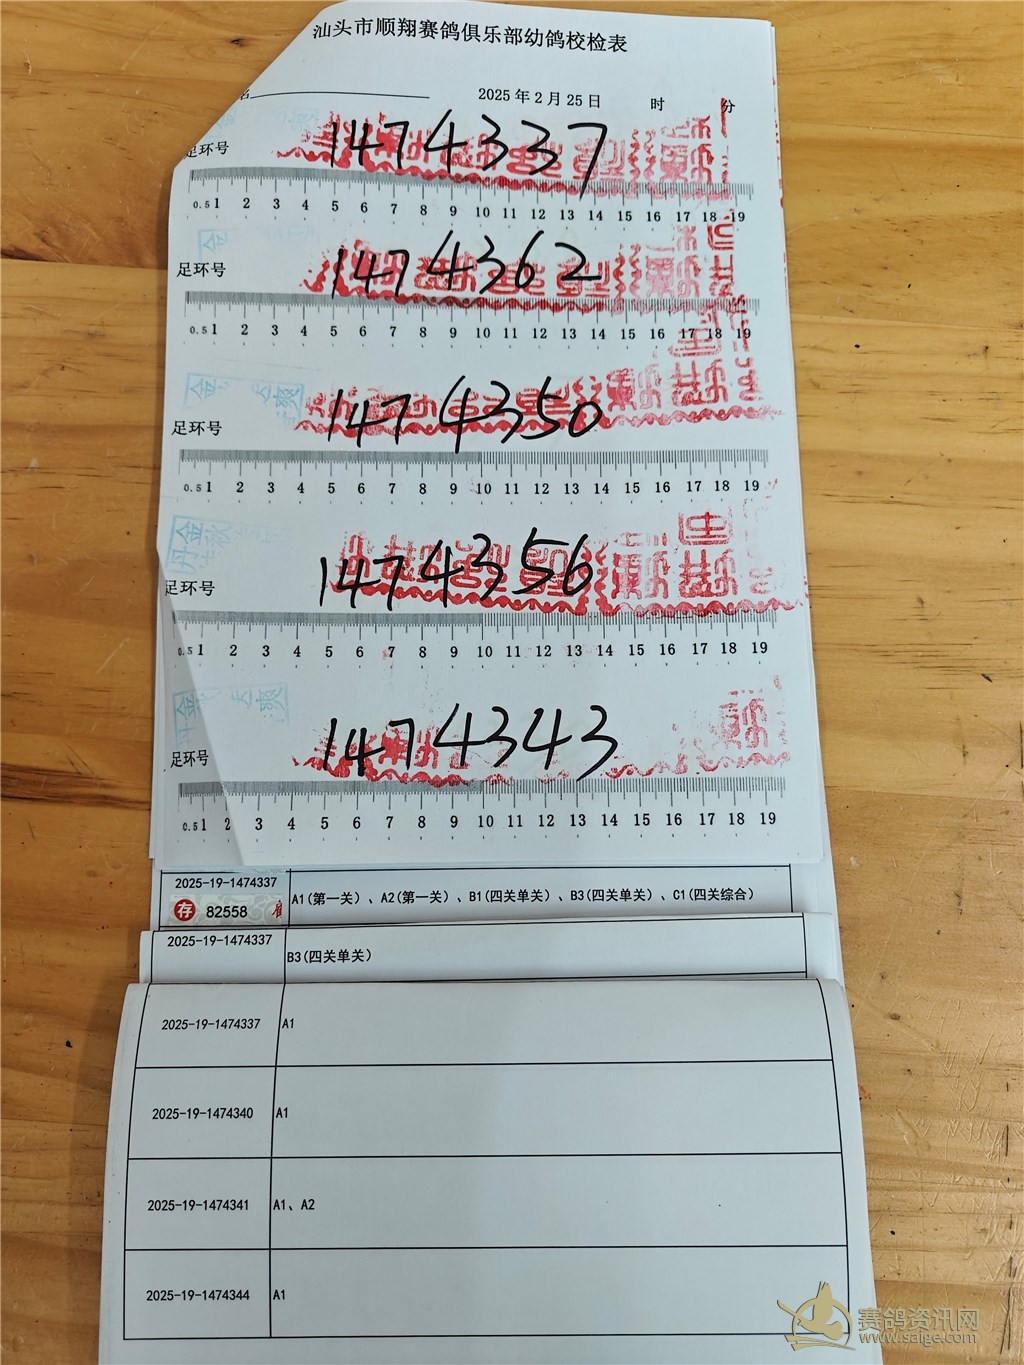 汕头市顺翔赛鸽俱乐部幼鸽校检表
名 2025 年 2 月 25 日 时 分
足环号 1474337
0.5 1 2 3 4 5 6 7 8 9 10 11 12 13 14 15 16 17 18 19
足环号 1474362
0.5 1 2 3 4 5 6 7 8 9 10 11 12 13 14 15 16 17 18 19
足环号 1474350
0.5 1 2 3 4 5 6 7 8 9 10 11 12 13 14 15 16 17 18 19
足环号 1474356
0.5 1 2 3 4 5 6 7 8 9 10 11 12 13 14 15 16 17 18 19
足环号 1474343
0.5 1 2 3 4 5 6 7 8 9 10 11 12 13 14 15 16 17 18 19
2025-19-1474337 A1(第一关)、A2(第一关)、B1(四关单关)、B3(四关单关)、C1(四关综合)
存 82558
2025-19-1474337 B3(四关单关)
2025-19-1474337 A1
2025-19-1474340 A1
2025-19-1474341 A1、A2
2025-19-1474344 A1
赛鸽资讯网
www.saige.com